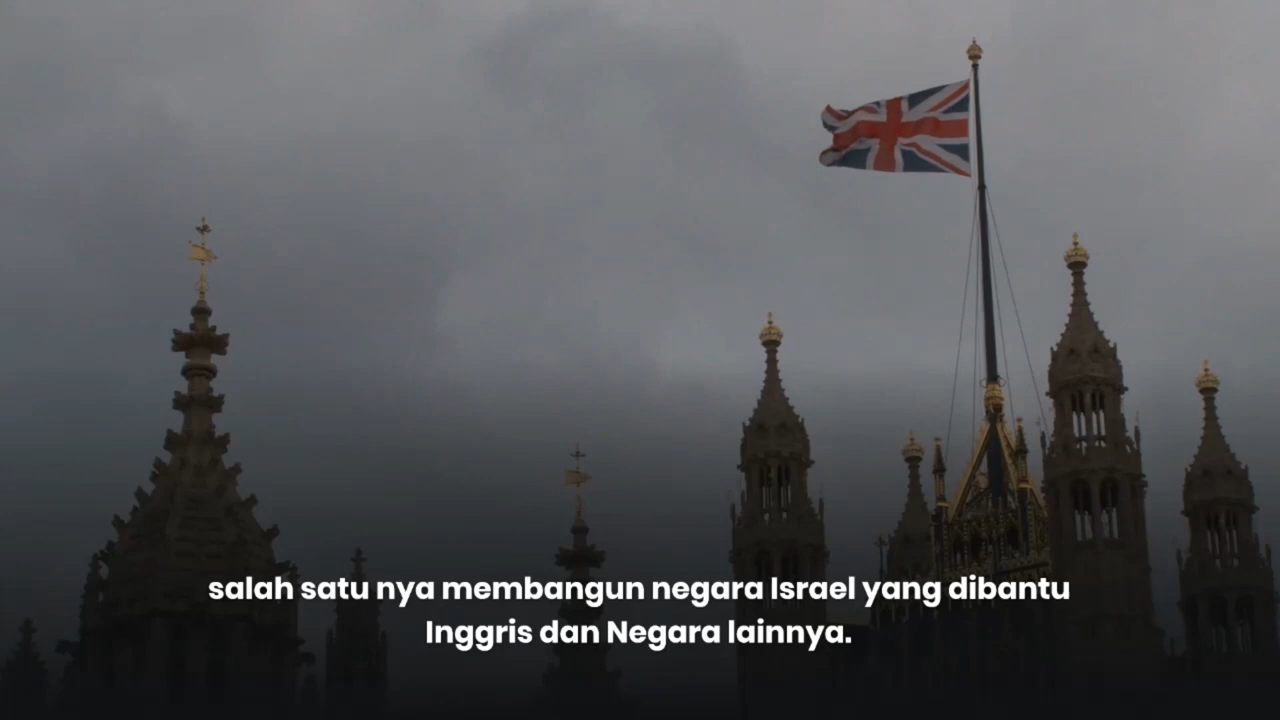 salah satu nya membangun negara Israel yang dibantu
Inggris dan Negara lainnya.